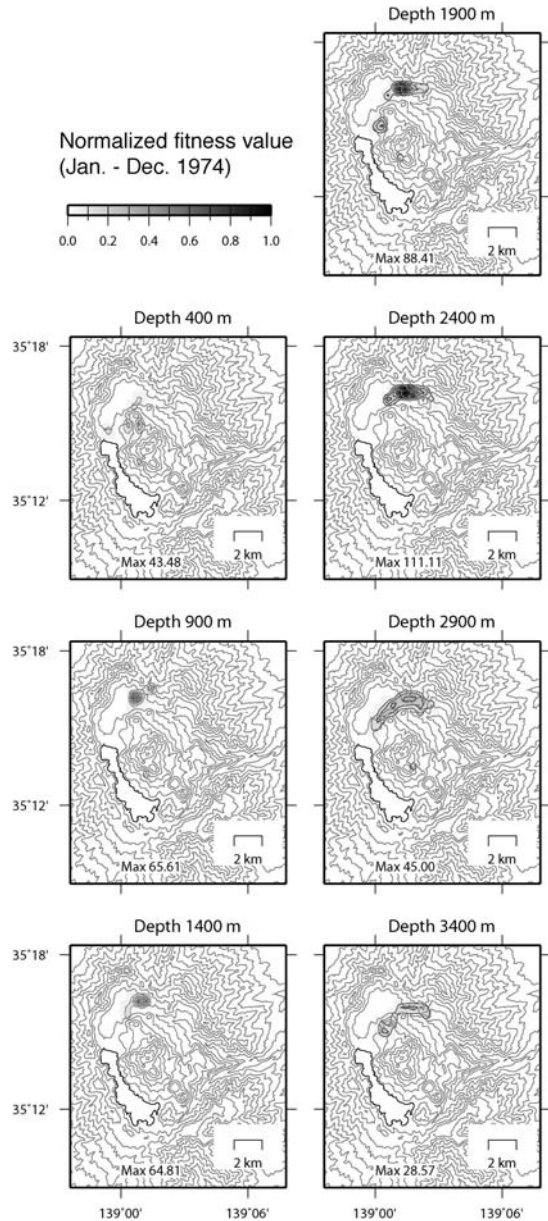 Depth 1900 m
Normalized fitness value
(Jan. - Dec. 1974)
0.0 0.2 0.4 0.6 0.8 1.0
2 km
Max 88.41
Depth 400 m
Depth 2400 m
35˚18'
35˚12'
2 km
2 km
Max 43.48
Max 111.11
Depth 900 m
Depth 2900 m
35˚18'
35˚12'
2 km
2 km
Max 65.61
Max 45.00
Depth 1400 m
Depth 3400 m
35˚18'
35˚12'
2 km
2 km
Max 64.81
Max 28.57
139˚00' 139˚06' 139˚00' 139˚06'